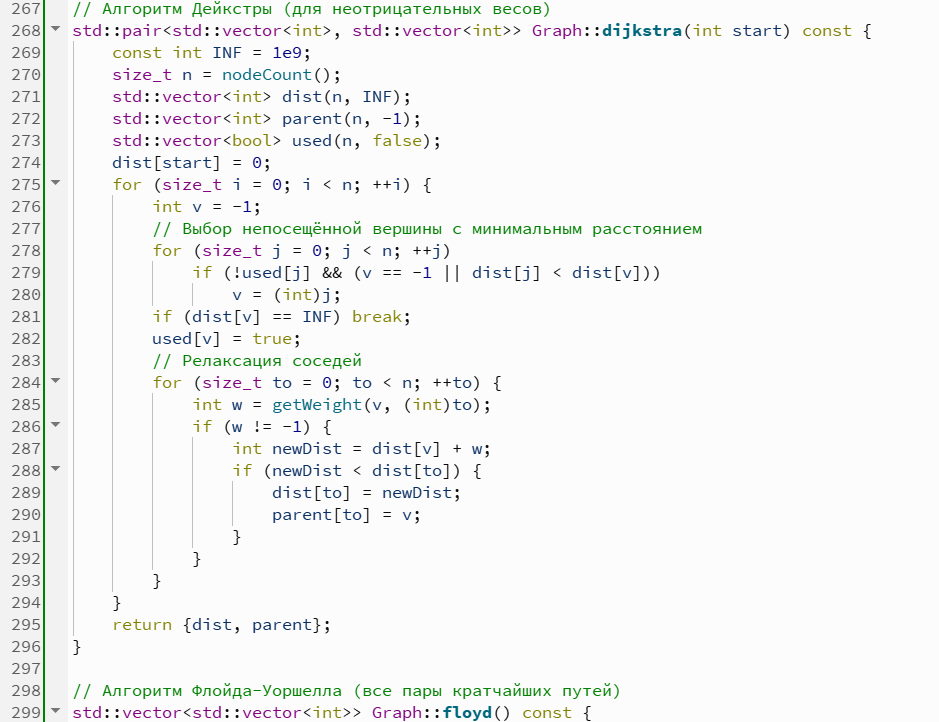 267 // Алгоритм Дейкстры (для неотрицательных весов)
268 std::pair<std::vector<int>, std::vector<int>> Graph::dijkstra(int start) const {
269     const int INF = 1e9;
270     size_t n = nodeCount();
271     std::vector<int> dist(n, INF);
272     std::vector<int> parent(n, -1);
273     std::vector<bool> used(n, false);
274     dist[start] = 0;
275     for (size_t i = 0; i < n; ++i) {
276         int v = -1;
277         // Выбор непосещённой вершины с минимальным расстоянием
278         for (size_t j = 0; j < n; ++j)
279             if (!used[j] && (v == -1 || dist[j] < dist[v]))
280                 v = (int)j;
281         if (dist[v] == INF) break;
282         used[v] = true;
283         // Релаксация соседей
284         for (size_t to = 0; to < n; ++to) {
285             int w = getWeight(v, (int)to);
286             if (w != -1) {
287                 int newDist = dist[v] + w;
288                 if (newDist < dist[to]) {
289                     dist[to] = newDist;
290                     parent[to] = v;
291                 }
292             }
293         }
294     }
295     return {dist, parent};
296 }
297
298 // Алгоритм Флойда-Уоршелла (все пары кратчайших путей)
299 std::vector<std::vector<int>> Graph::floyd() const {